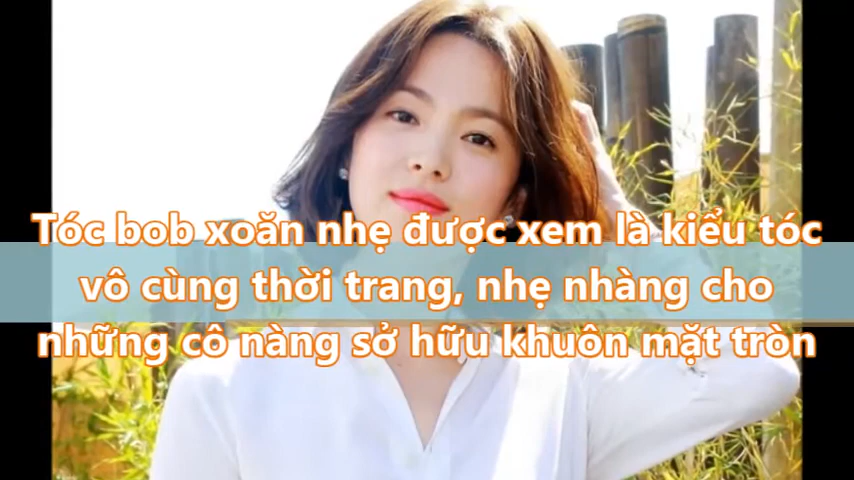 Tóc bob xoăn nhẹ được xem là kiểu tóc
vô cùng thời trang, nhẹ nhàng cho
những cô nàng sở hữu khuôn mặt tròn